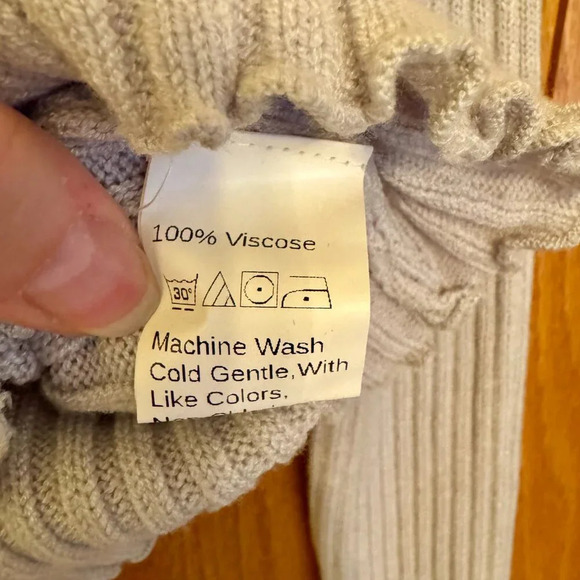 100% Viscose
30°
Machine Wash
Cold Gentle, With
Like Colors,